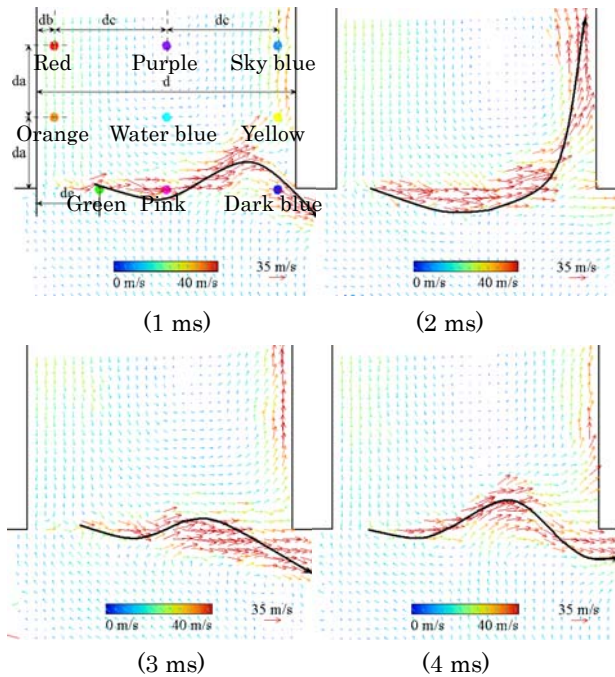 db dc dc
Red Purple Sky blue
da d
Orange Water blue Yellow
da
de
Green Pink Dark blue
0 m/s 40 m/s 35 m/s
(1 ms)
0 m/s 40 m/s 35 m/s
(2 ms)
0 m/s 40 m/s 35 m/s
(3 ms)
0 m/s 40 m/s 35 m/s
(4 ms)